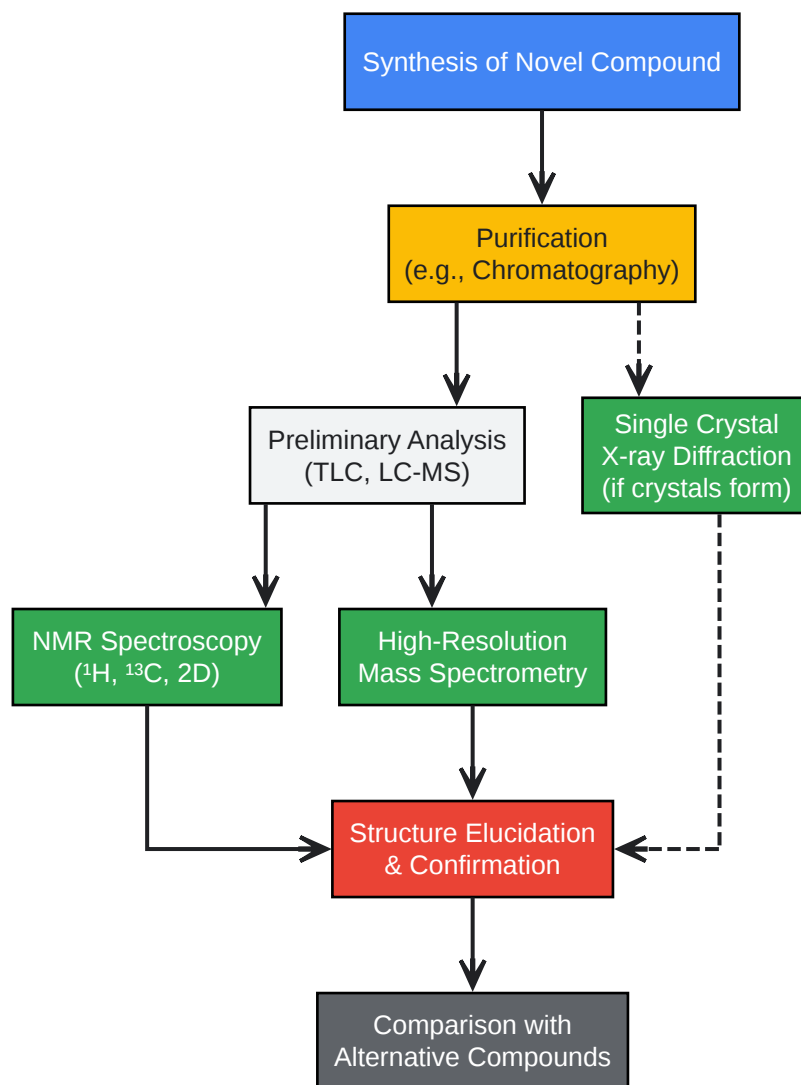 Synthesis of Novel Compound
Purification
(e.g., Chromatography)
Preliminary Analysis
(TLC, LC-MS)
Single Crystal
X-ray Diffraction
(if crystals form)
NMR Spectroscopy
(¹H, ¹³C, 2D)
High-Resolution
Mass Spectrometry
Structure Elucidation
& Confirmation
Comparison with
Alternative Compounds